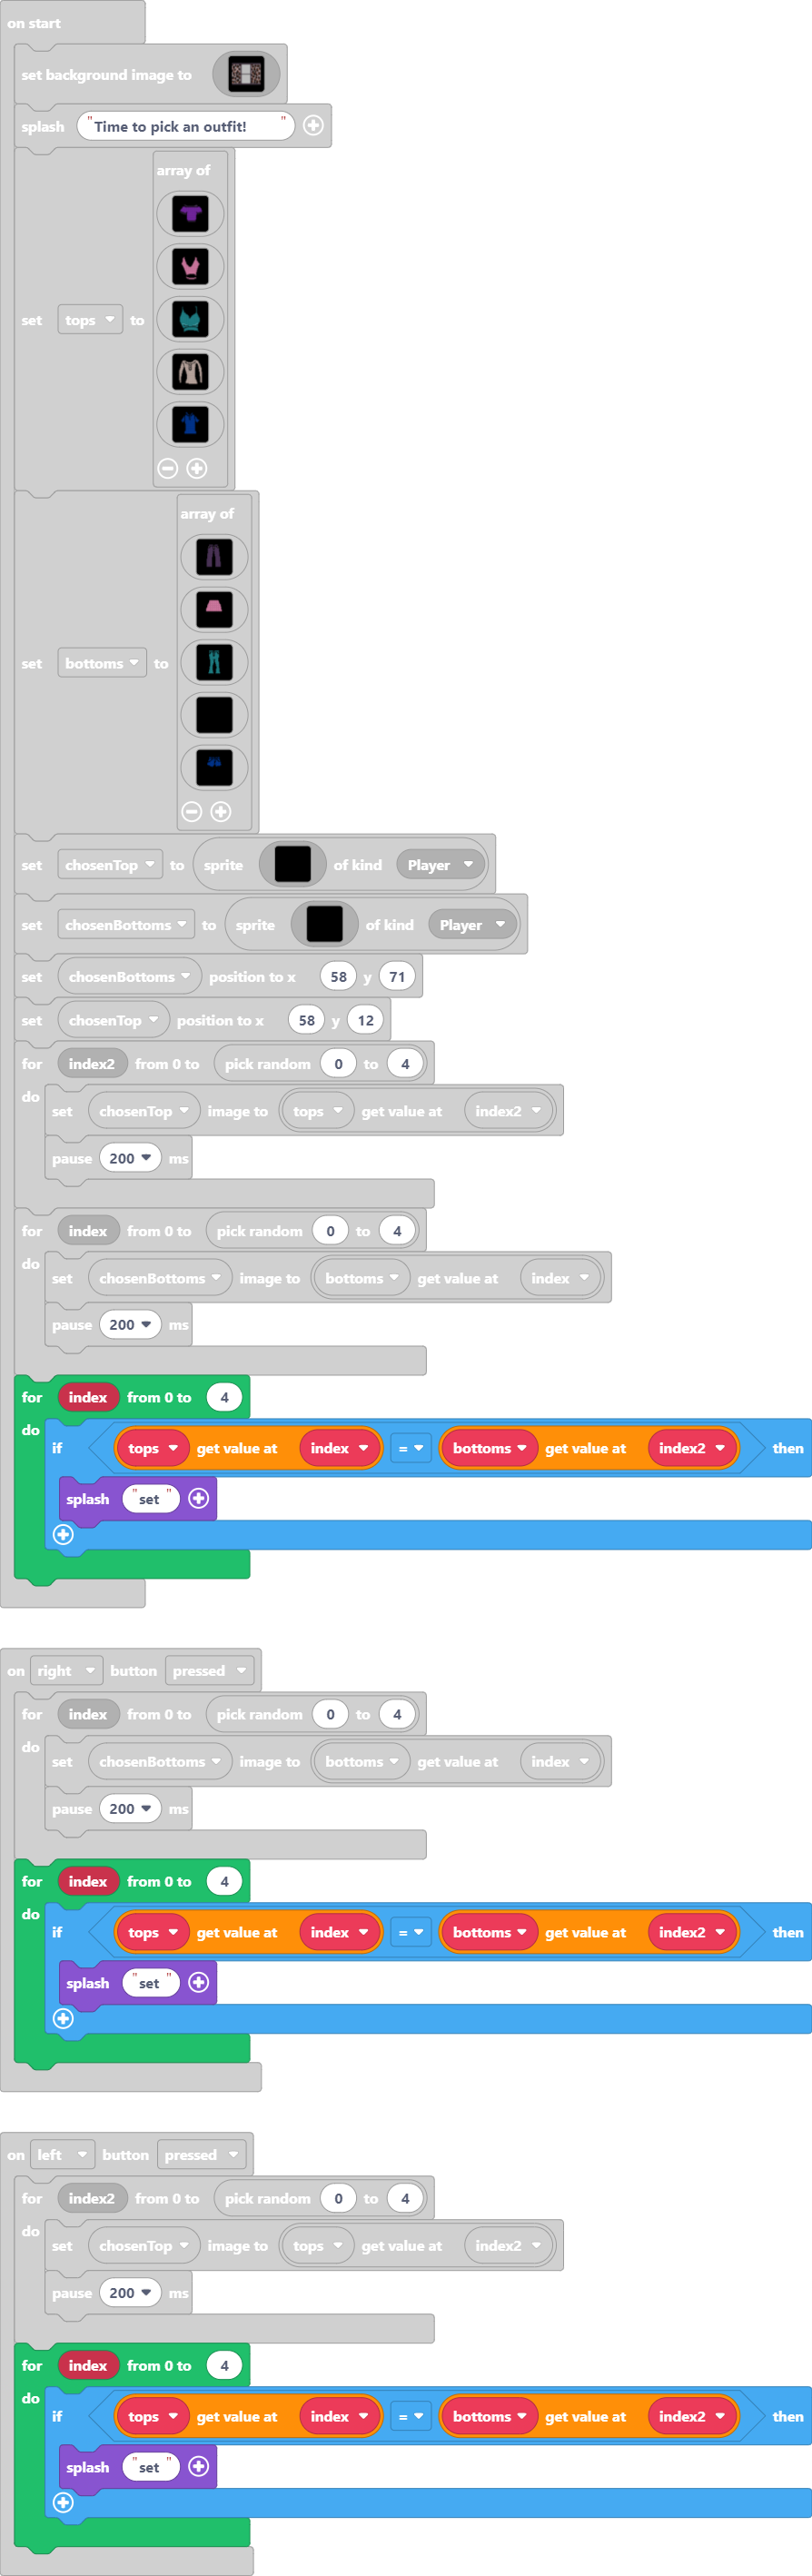 on start
set background image to
splash "Time to pick an outfit! "
array of
set tops to
array of
set bottoms to
set chosenTop to sprite of kind Player
set chosenBottoms to sprite of kind Player
set chosenBottoms position to x 58 y 71
set chosenTop position to x 58 y 12
for index2 from 0 to pick random 0 to 4
do
set chosenTop image to tops get value at index2
pause 200 ms
for index from 0 to pick random 0 to 4
do
set chosenBottoms image to bottoms get value at index
pause 200 ms
for index from 0 to 4
do
if tops get value at index = bottoms get value at index2 then
splash "set "
on right button pressed
for index from 0 to pick random 0 to 4
do
set chosenBottoms image to bottoms get value at index
pause 200 ms
for index from 0 to 4
do
if tops get value at index = bottoms get value at index2 then
splash "set "
on left button pressed
for index2 from 0 to pick random 0 to 4
do
set chosenTop image to tops get value at index2
pause 200 ms
for index from 0 to 4
do
if tops get value at index = bottoms get value at index2 then
splash "set "